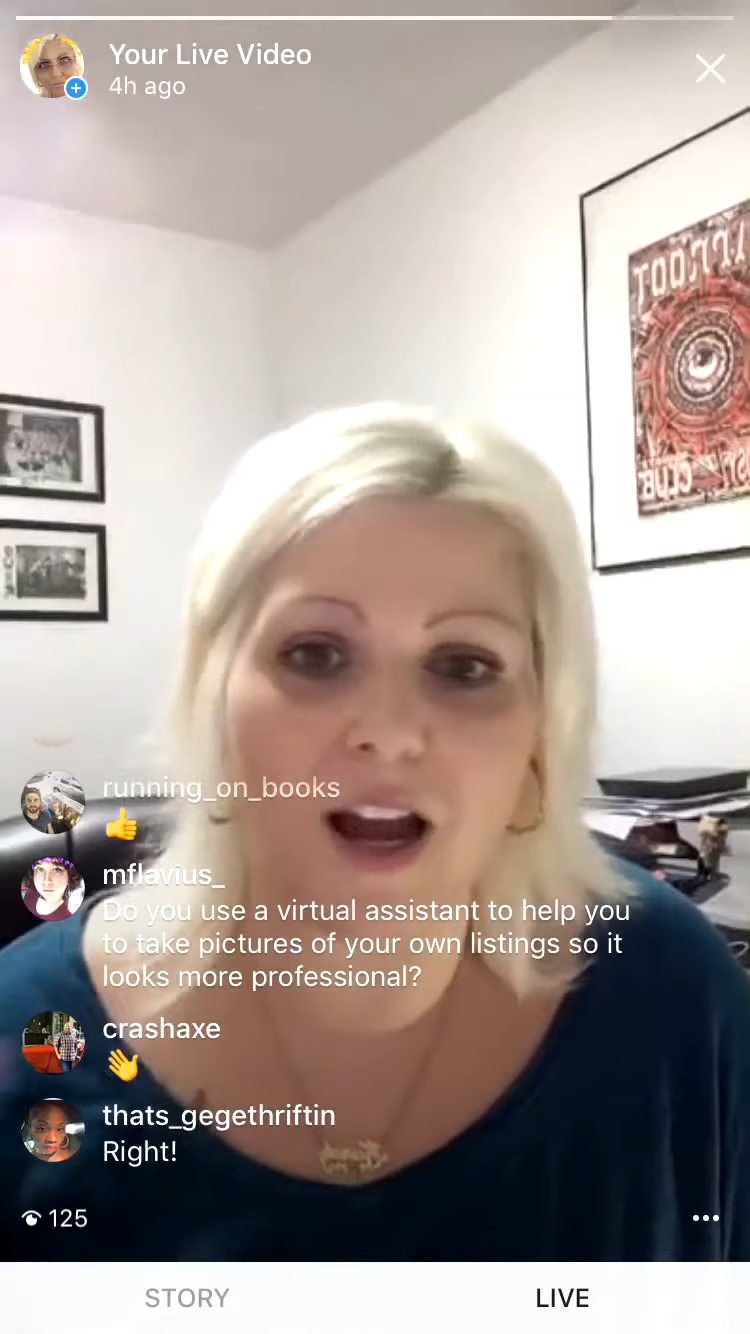 Your Live Video
4h ago
CLUB
running_on_books
👍
mflavius_
Do you use a virtual assistant to help you
to take pictures of your own listings so it
looks more professional?
crashaxe
👋
thats_gegethriftin
Right!
125
STORY
LIVE